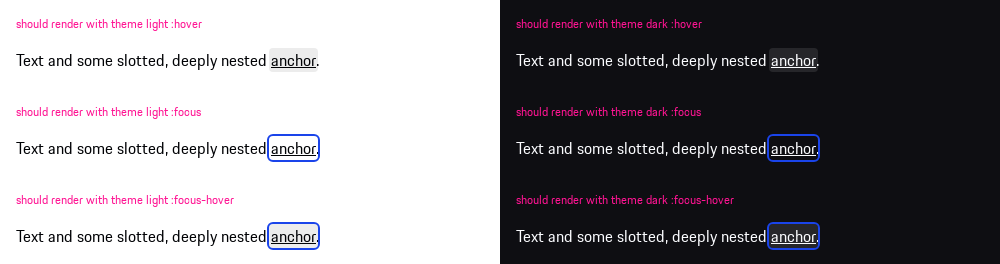 should render with theme light :hover
Text and some slotted, deeply nested anchor.
should render with theme light :focus
Text and some slotted, deeply nested anchor.
should render with theme light :focus-hover
Text and some slotted, deeply nested anchor.
should render with theme dark :hover
Text and some slotted, deeply nested anchor.
should render with theme dark :focus
Text and some slotted, deeply nested anchor.
should render with theme dark :focus-hover
Text and some slotted, deeply nested anchor.